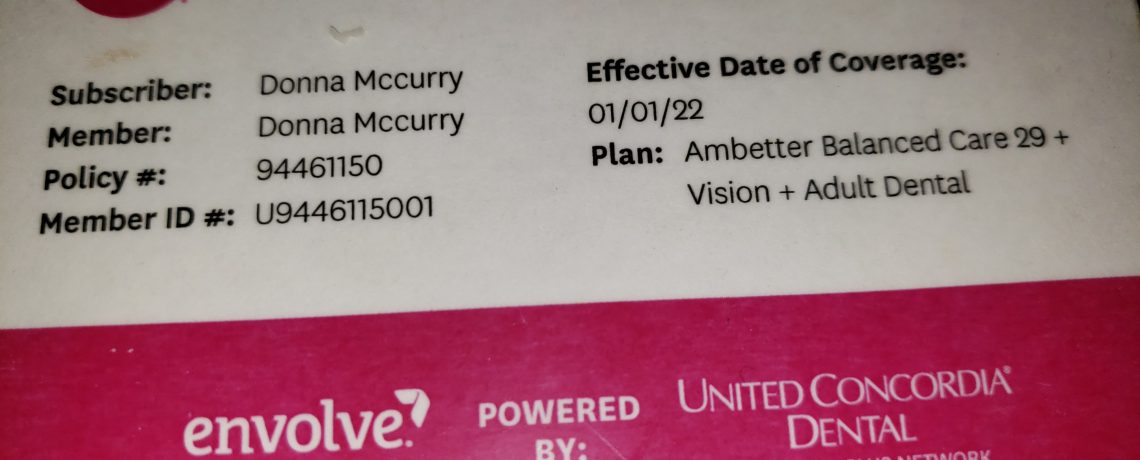 Subscriber: Donna Mccurry
Member: Donna Mccurry
Policy #: 94461150
Member ID #: U9446115001
Effective Date of Coverage:
01/01/22
Plan: Ambetter Balanced Care 29 +
Vision + Adult Dental
envolve.
POWERED
BY:
UNITED CONCORDIA®
DENTAL
NETWORK